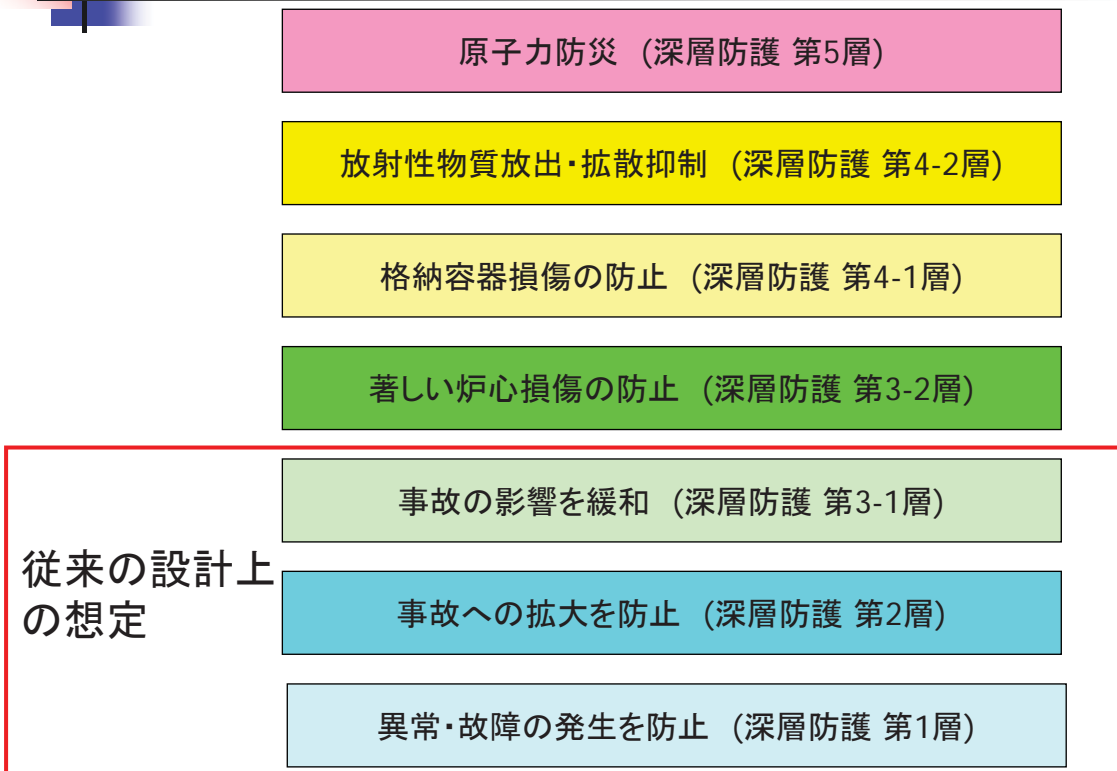 原子力防災 (深層防護 第5層)
放射性物質放出・拡散抑制 (深層防護 第4-2層)
格納容器損傷の防止 (深層防護 第4-1層)
著しい炉心損傷の防止 (深層防護 第3-2層)
従来の設計上
の想定
事故の影響を緩和 (深層防護 第3-1層)
事故への拡大を防止 (深層防護 第2層)
異常・故障の発生を防止 (深層防護 第1層)